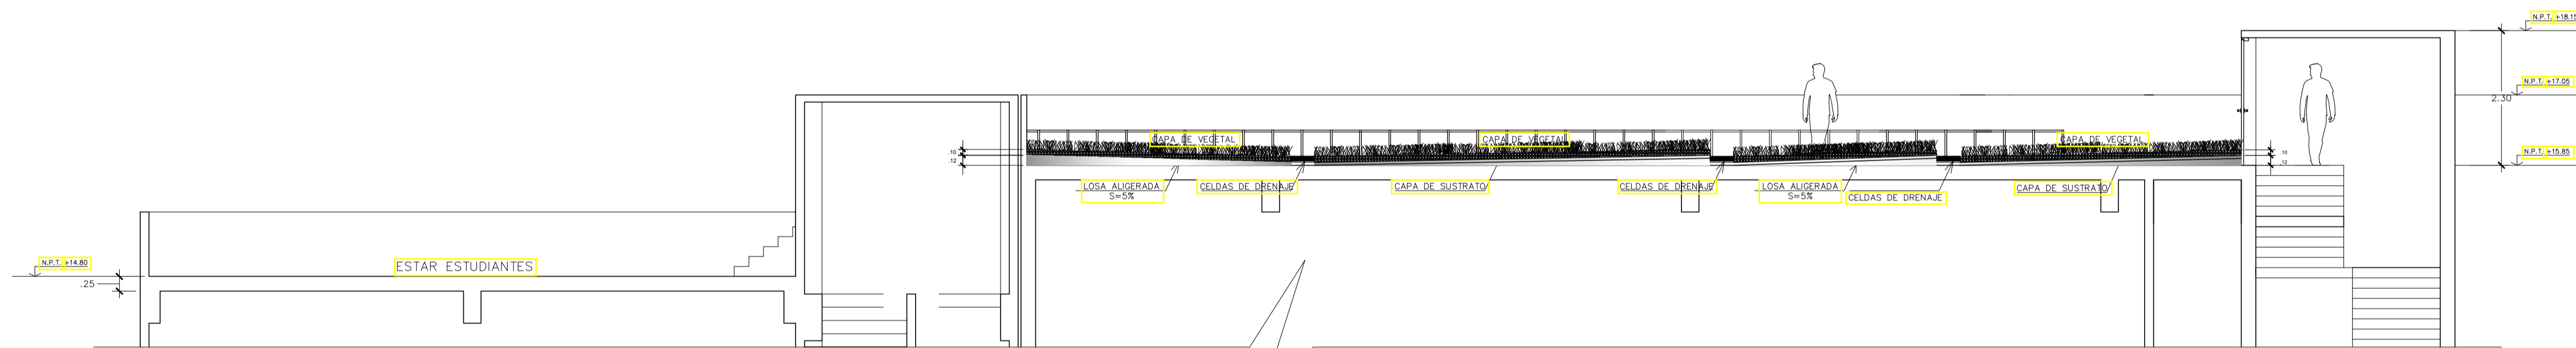 N.P.T. +18.15
N.P.T. +17.05
2.30
CAPA DE VEGETAL
CAPA DE VEGETAL
CAPA DE VEGETAL
.10
.12
.10
.12
N.P.T. +15.85
LOSA ALIGERADA
S=5%
CELDAS DE DRENAJE
CAPA DE SUSTRATO
CELDAS DE DRENAJE
LOSA ALIGERADA
S=5%
CELDAS DE DRENAJE
CAPA DE SUSTRATO
N.P.T. +14.80
ESTAR ESTUDIANTES
.25